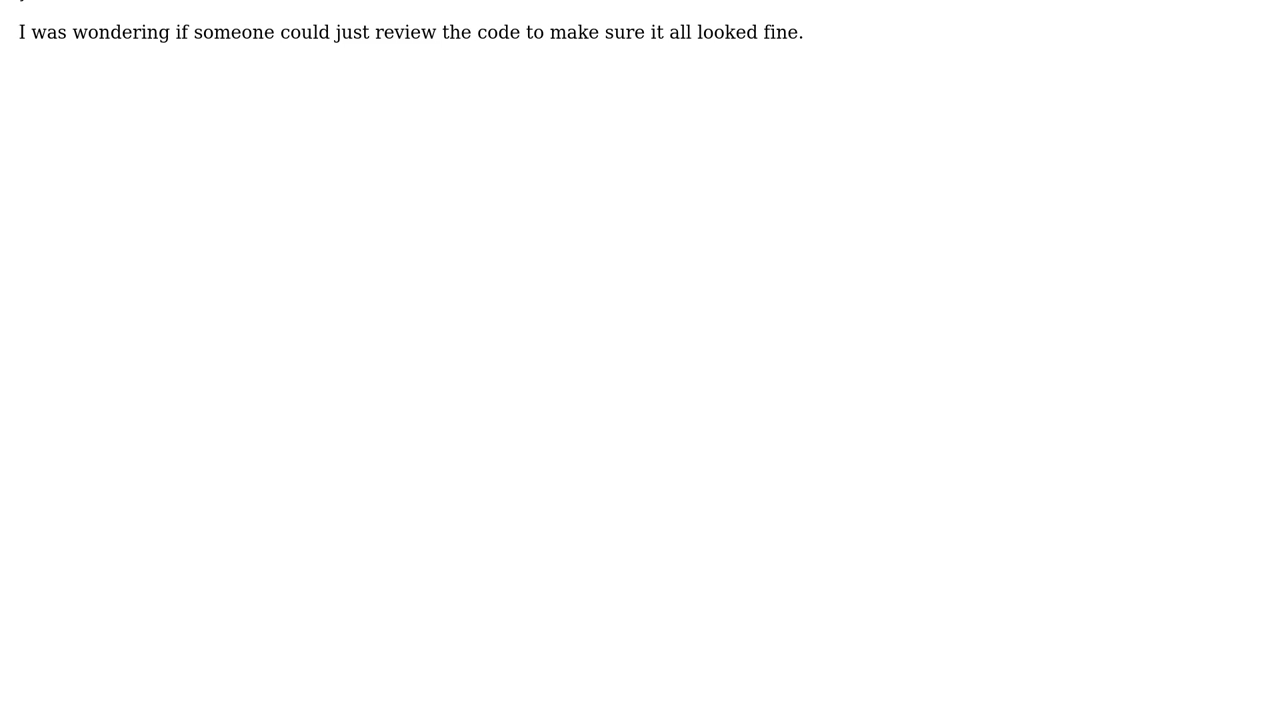 I was wondering if someone could just review the code to make sure it all looked fine.